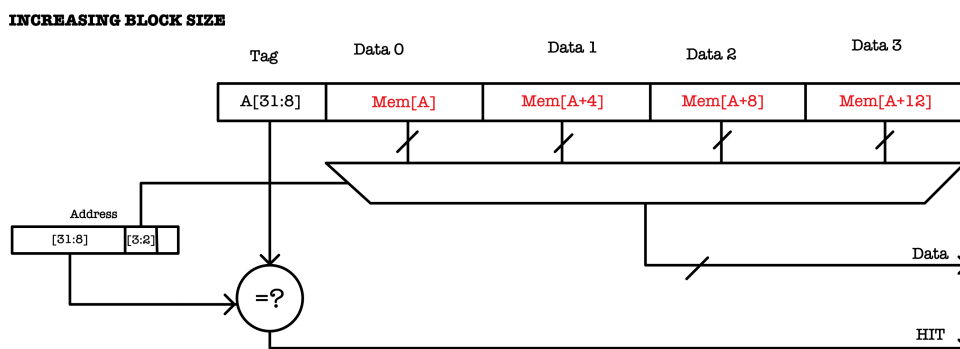 INCREASING BLOCK SIZE
Tag Data 0 Data 1 Data 2 Data 3
A[31:8] Mem[A] Mem[A+4] Mem[A+8] Mem[A+12]
Address
[31:8] [3:2]
Data
=?
HIT